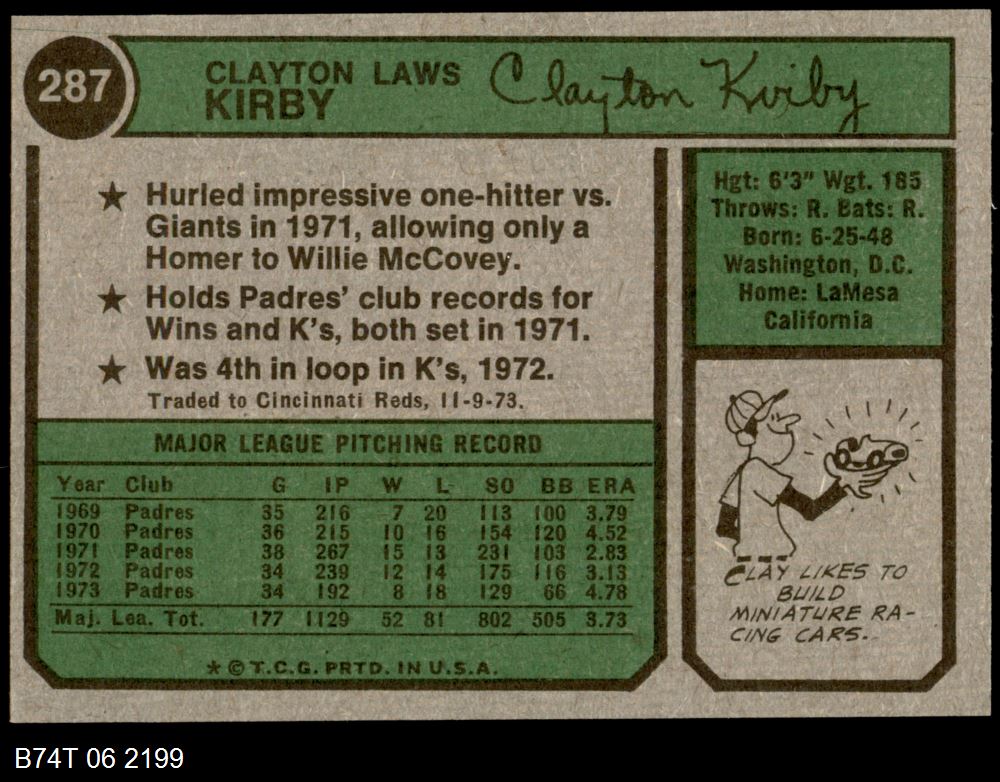 287
CLAYTON LAWS
KIRBY
Clayton Kirby
★ Hurled impressive one-hitter vs.
Giants in 1971, allowing only a
Homer to Willie McCovey.
★ Holds Padres' club records for
Wins and K's, both set in 1971.
★ Was 4th in loop in K's, 1972.
Traded to Cincinnati Reds, 11-9-73.
Hgt: 6'3" Wgt. 185
Throws: R. Bats: R.
Born: 6-25-48
Washington, D.C.
Home: LaMesa
California
MAJOR LEAGUE PITCHING RECORD
Year Club G IP W L SO BB ERA
1969 Padres 35 216 7 20 113 100 3.79
1970 Padres 36 215 10 16 154 120 4.52
1971 Padres 38 267 15 13 231 103 2.83
1972 Padres 34 239 12 14 175 116 3.13
1973 Padres 34 192 8 18 129 66 4.78
Maj. Lea. Tot. 177 1129 52 81 802 505 3.73
* © T.C.G. PRTD. IN U.S.A.
CLAY LIKES TO
BUILD
MINIATURE RA-
CING CARS.
B74T 06 2199